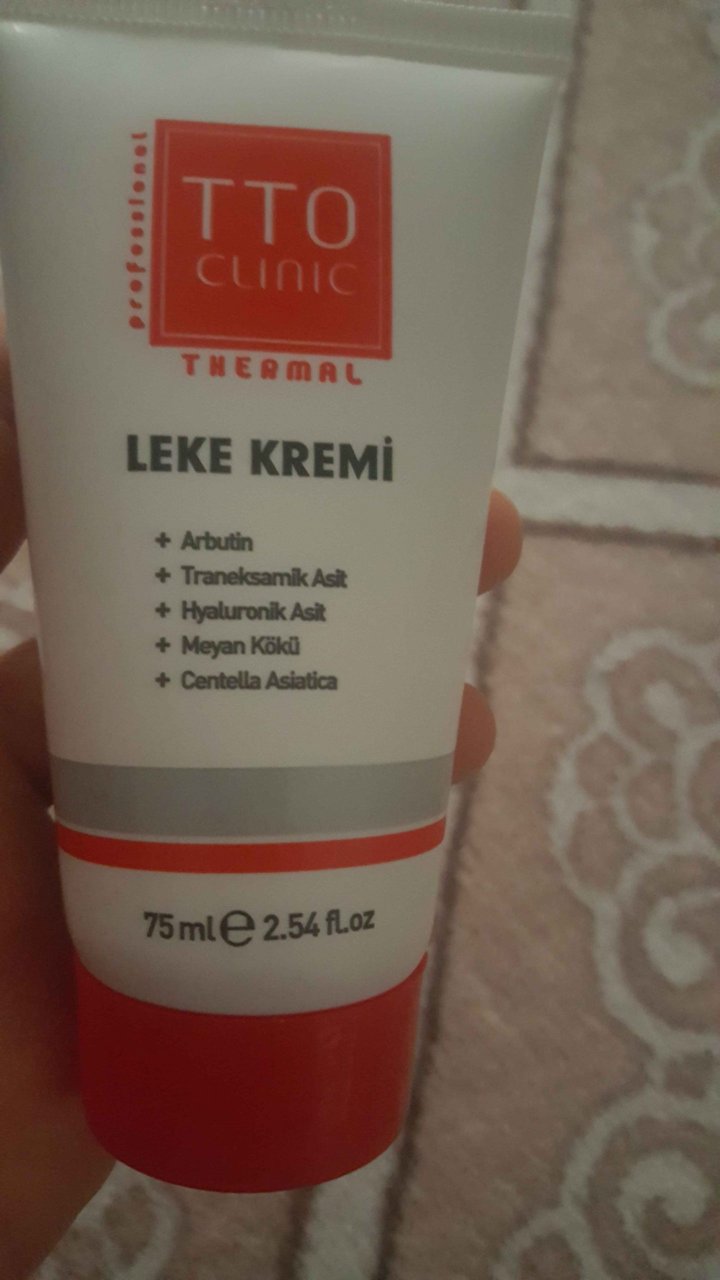 professional
TTO
CLINIC
THERMAL
LEKE KREMİ
+ Arbutin
+ Traneksamik Asit
+ Hyaluronik Asit
+ Meyan Kökü
+ Centella Asiatica
75 ml e 2.54 fl.oz